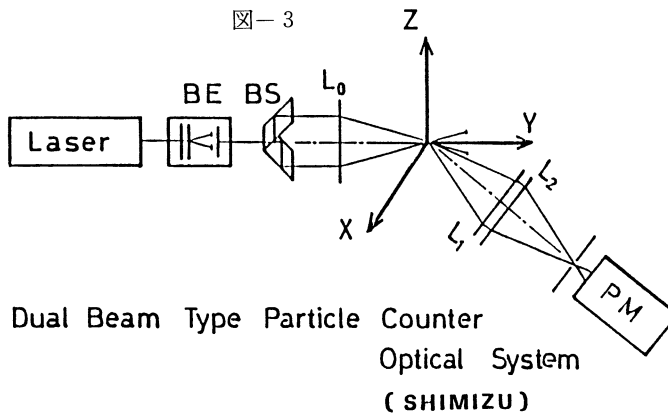 図－3
Z
BE BS L₀
Laser
Y
X
L₁ L₂
PM
Dual Beam Type Particle Counter
Optical System
(SHIMIZU)